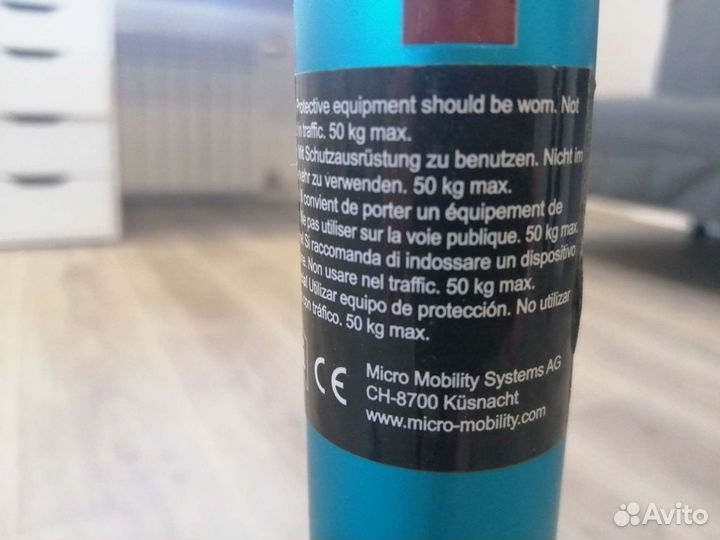 Protective equipment should be worn. Not
in traffic. 50 kg max.
Mit Schutzausrüstung zu benutzen. Nicht im
zu verwenden. 50 kg max.
convient de porter un équipement de
Ne pas utiliser sur la voie publique. 50 kg max.
Si raccomanda di indossare un dispositivo
Non usare nel traffic. 50 kg max.
Utilizar equipo de protección. No utilizar
con tráfico. 50 kg max.
CE
Micro Mobility Systems AG
CH-8700 Küsnacht
www.micro-mobility.com
Avito